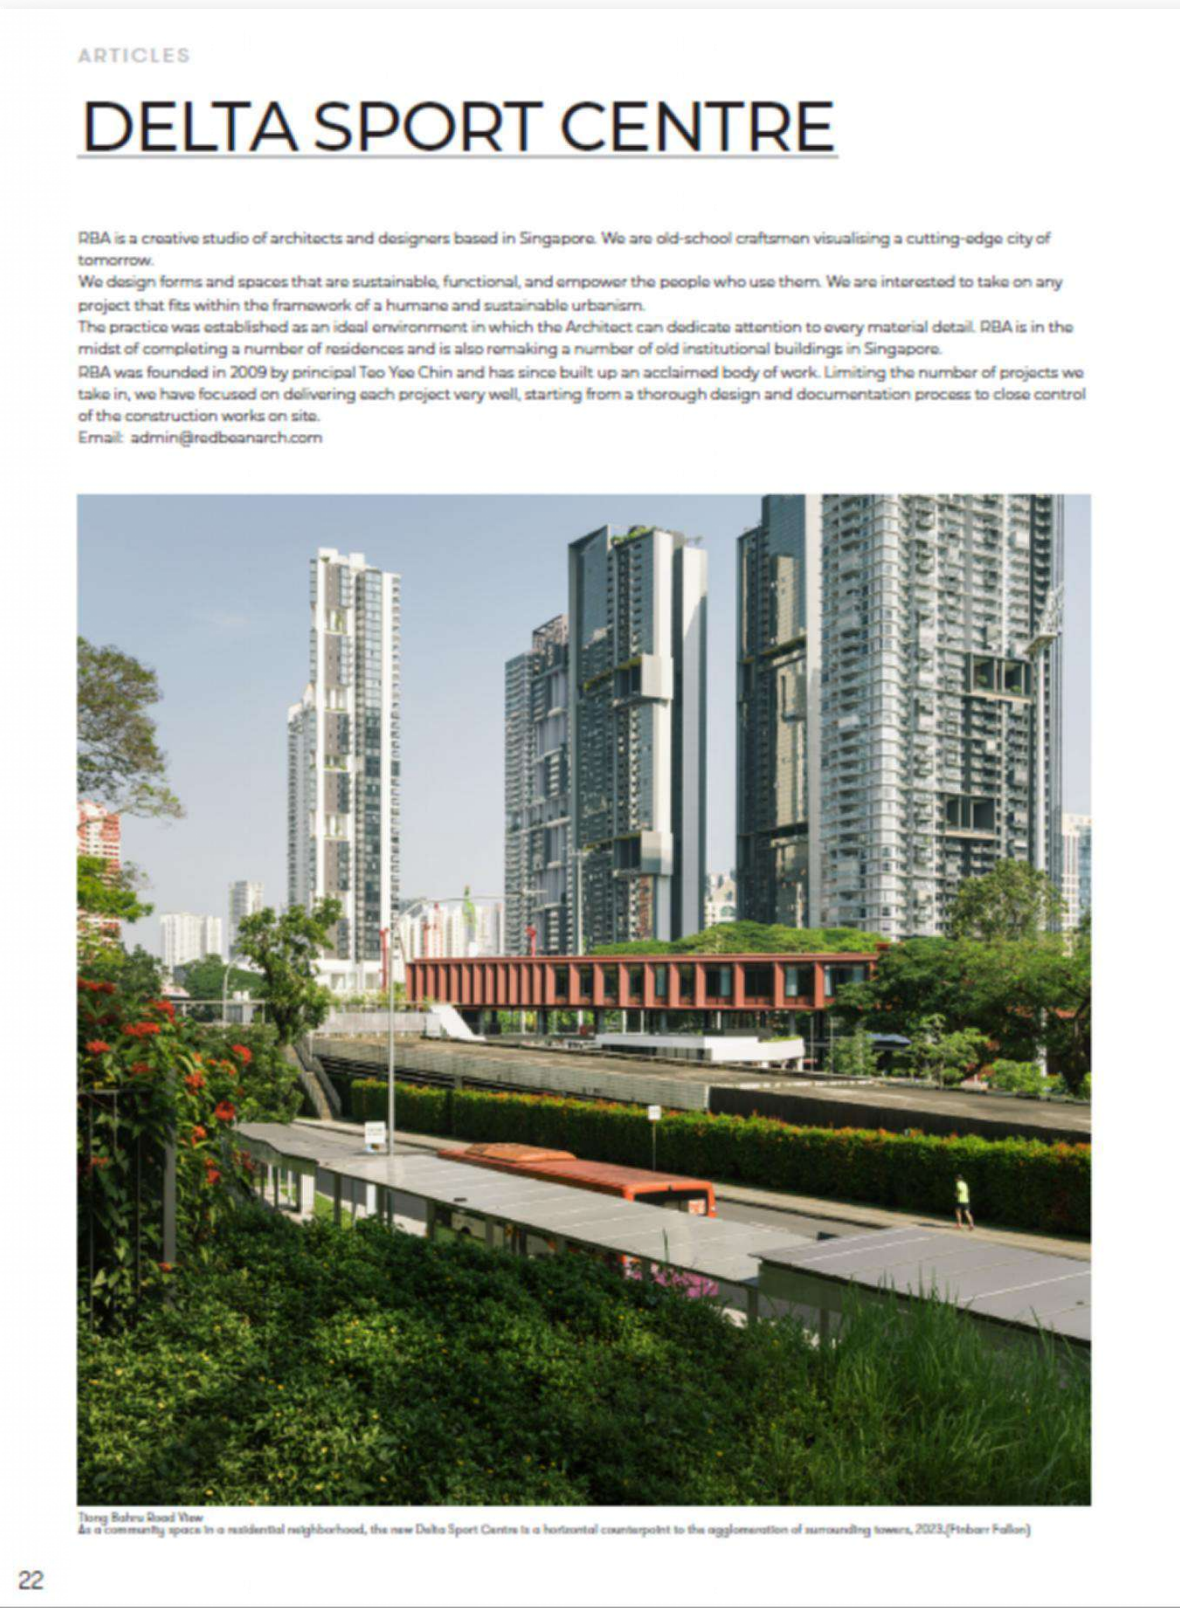 ARTICLES
DELTA SPORT CENTRE
RBA is a creative studio of architects and designers based in Singapore. We are old-school craftsmen visualising a cutting-edge city of
tomorrow.
We design forms and spaces that are sustainable, functional, and empower the people who use them. We are interested to take on any
project that fits within the framework of a humane and sustainable urbanism.
The practice was established as an ideal environment in which the Architect can dedicate attention to every material detail. RBA is in the
midst of completing a number of residences and is also remaking a number of old institutional buildings in Singapore.
RBA was founded in 2009 by principal Teo Yee Chin and has since built up an acclaimed body of work. Limiting the number of projects we
take in, we have focused on delivering each project very well, starting from a thorough design and documentation process to close control
of the construction works on site.
Email: admin@redbeanarch.com
Tiong Bahru Road View
As a community space in a residential neighborhood, the new Delta Sport Centre is a horizontal counterpoint to the agglomeration of surrounding towers, 2023.(Finbarr Fallon)
22